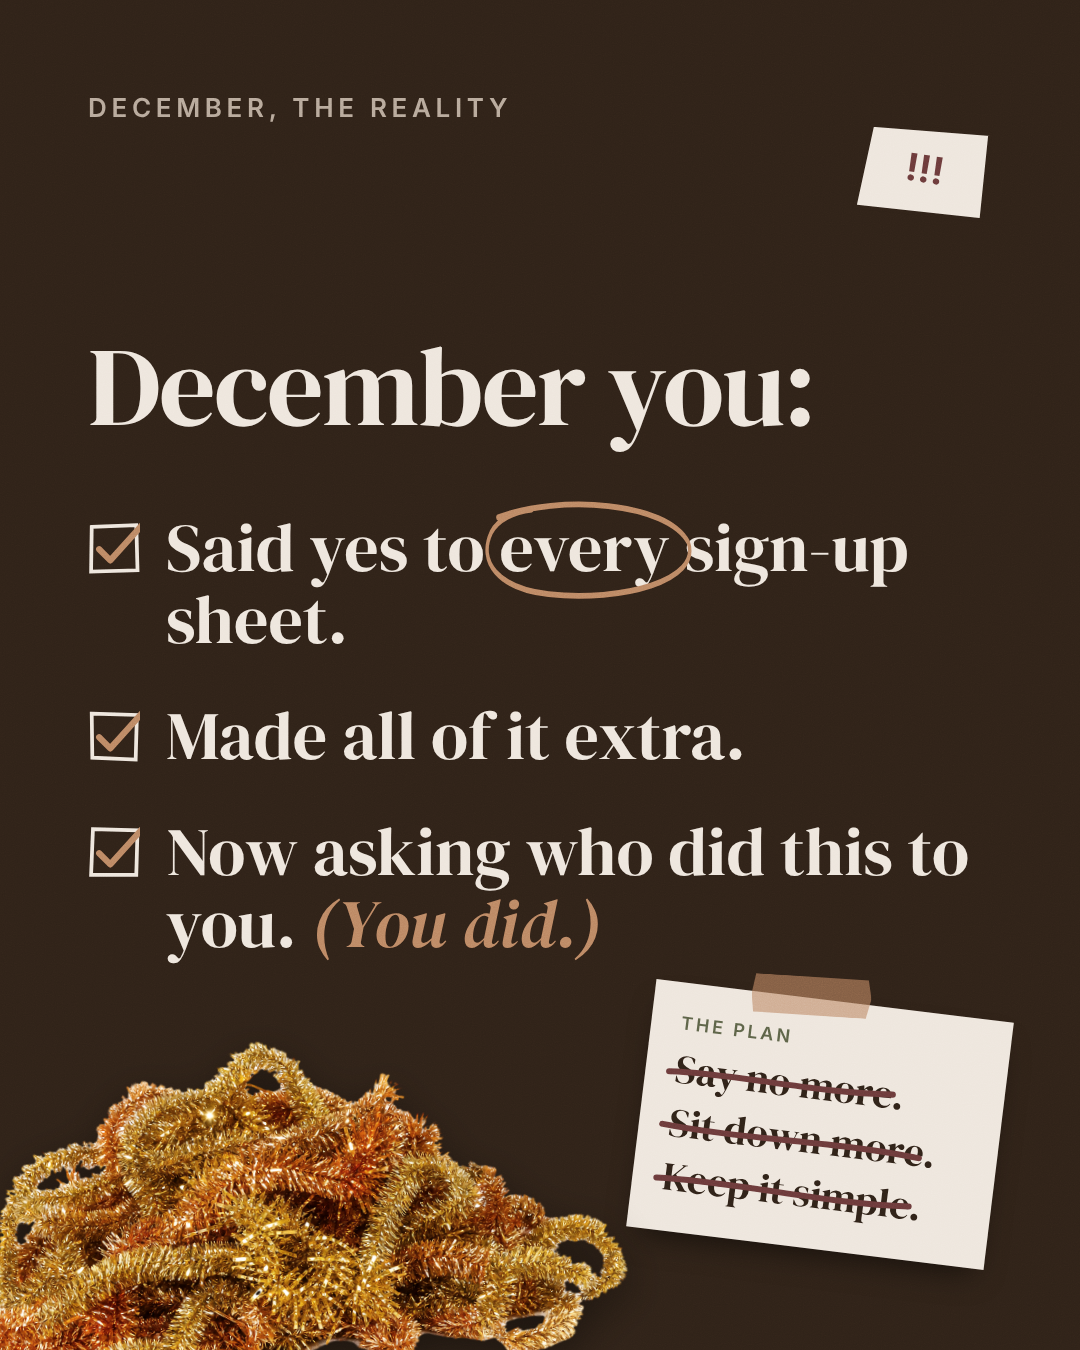 DECEMBER, THE REALITY
!!!
December you:
Said yes to every sign-up
sheet.
Made all of it extra.
Now asking who did this to
you. (You did.)
THE PLAN
Say no more.
Sit down more.
Keep it simple.